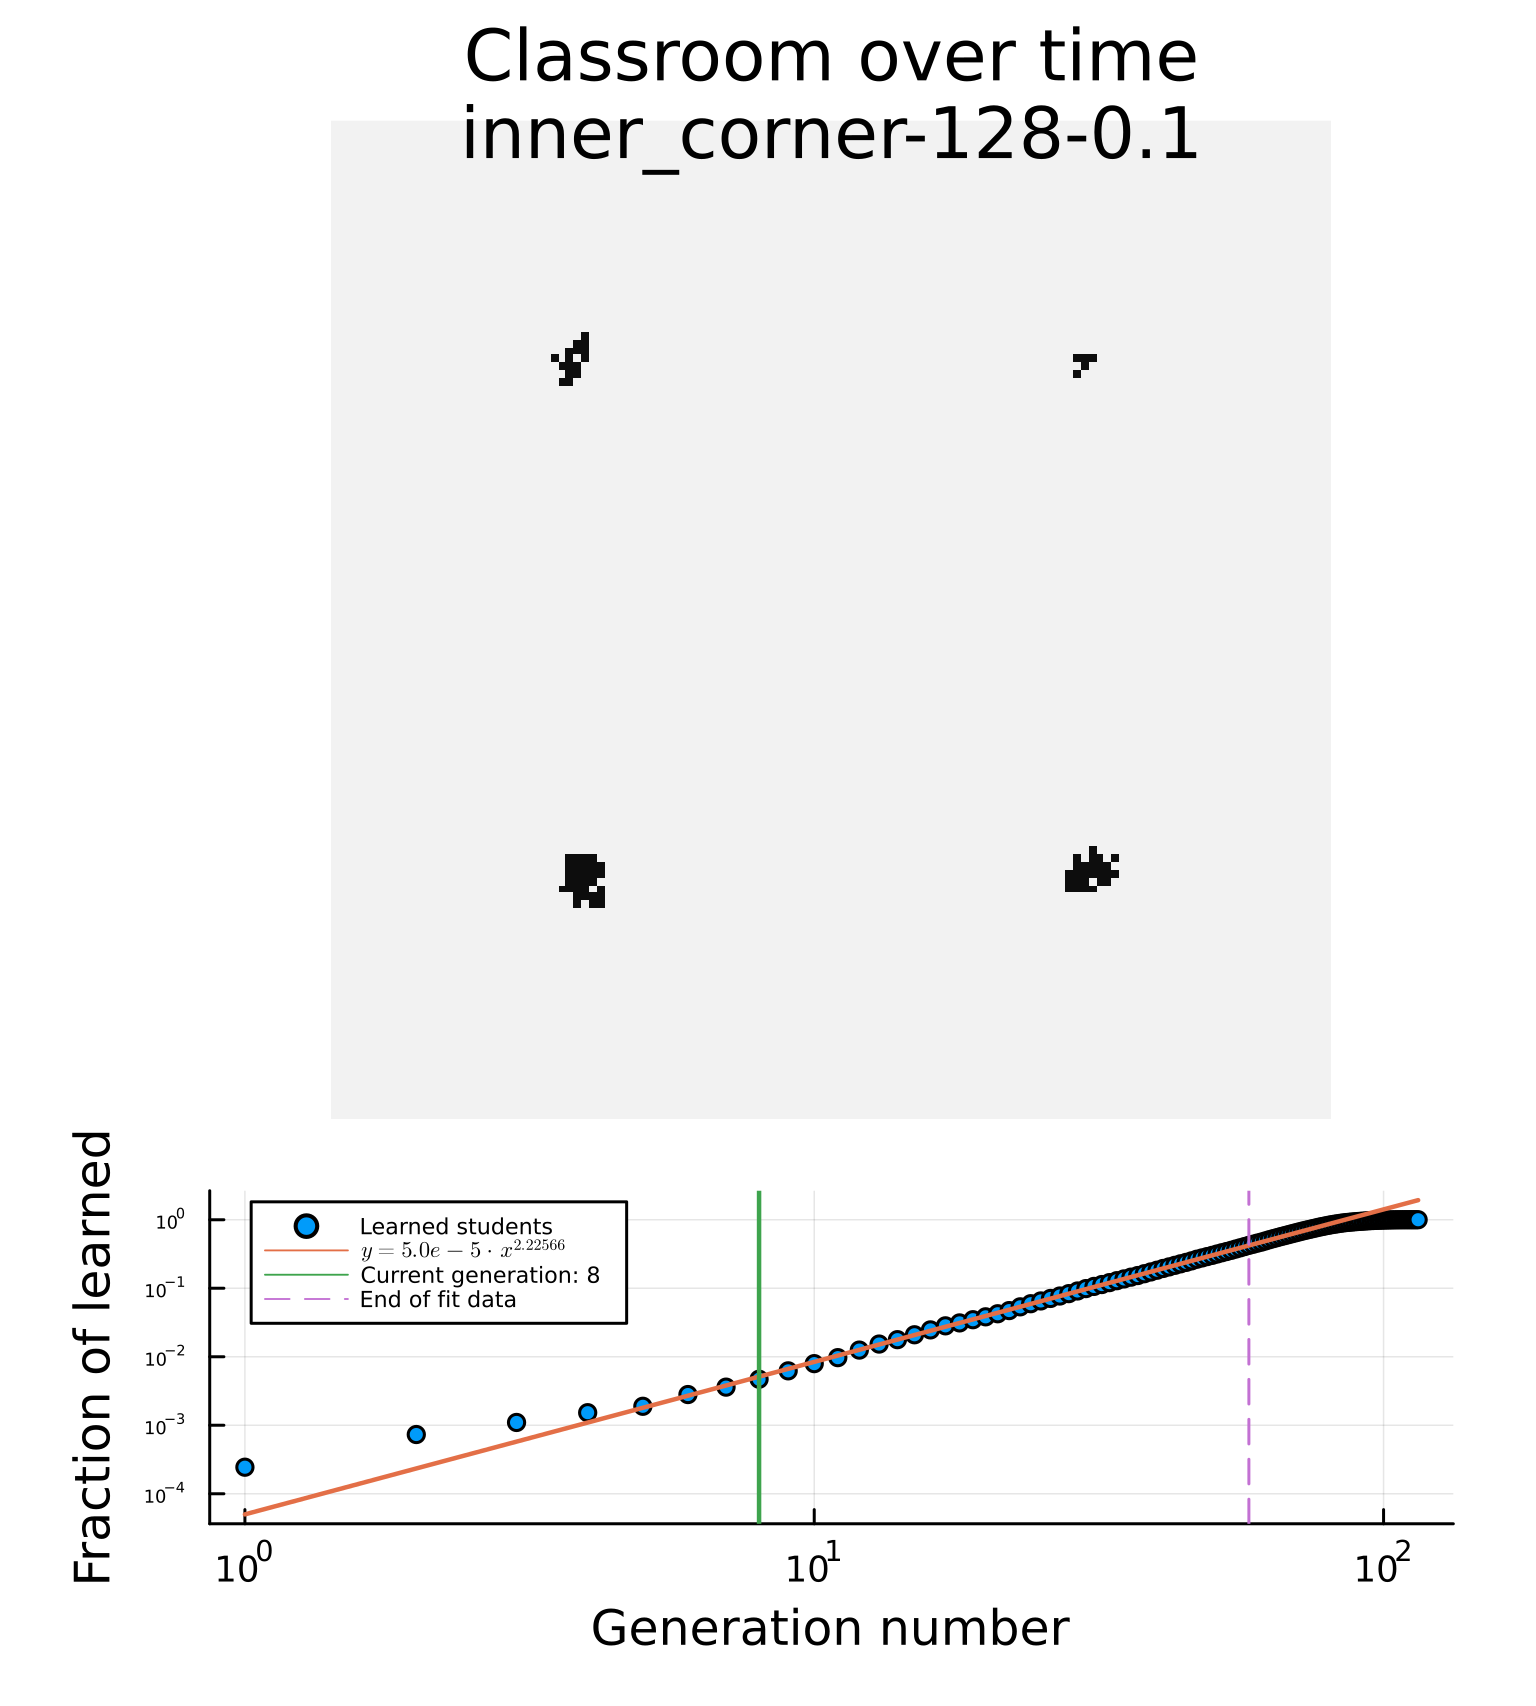 Classroom over time
inner_corner-128-0.1
Fraction of learned
10^0
10^-1
10^-2
10^-3
10^-4
Learned students
y = 5.0e − 5 · x^2.22566
Current generation: 8
End of fit data
10^0 10^1 10^2
Generation number